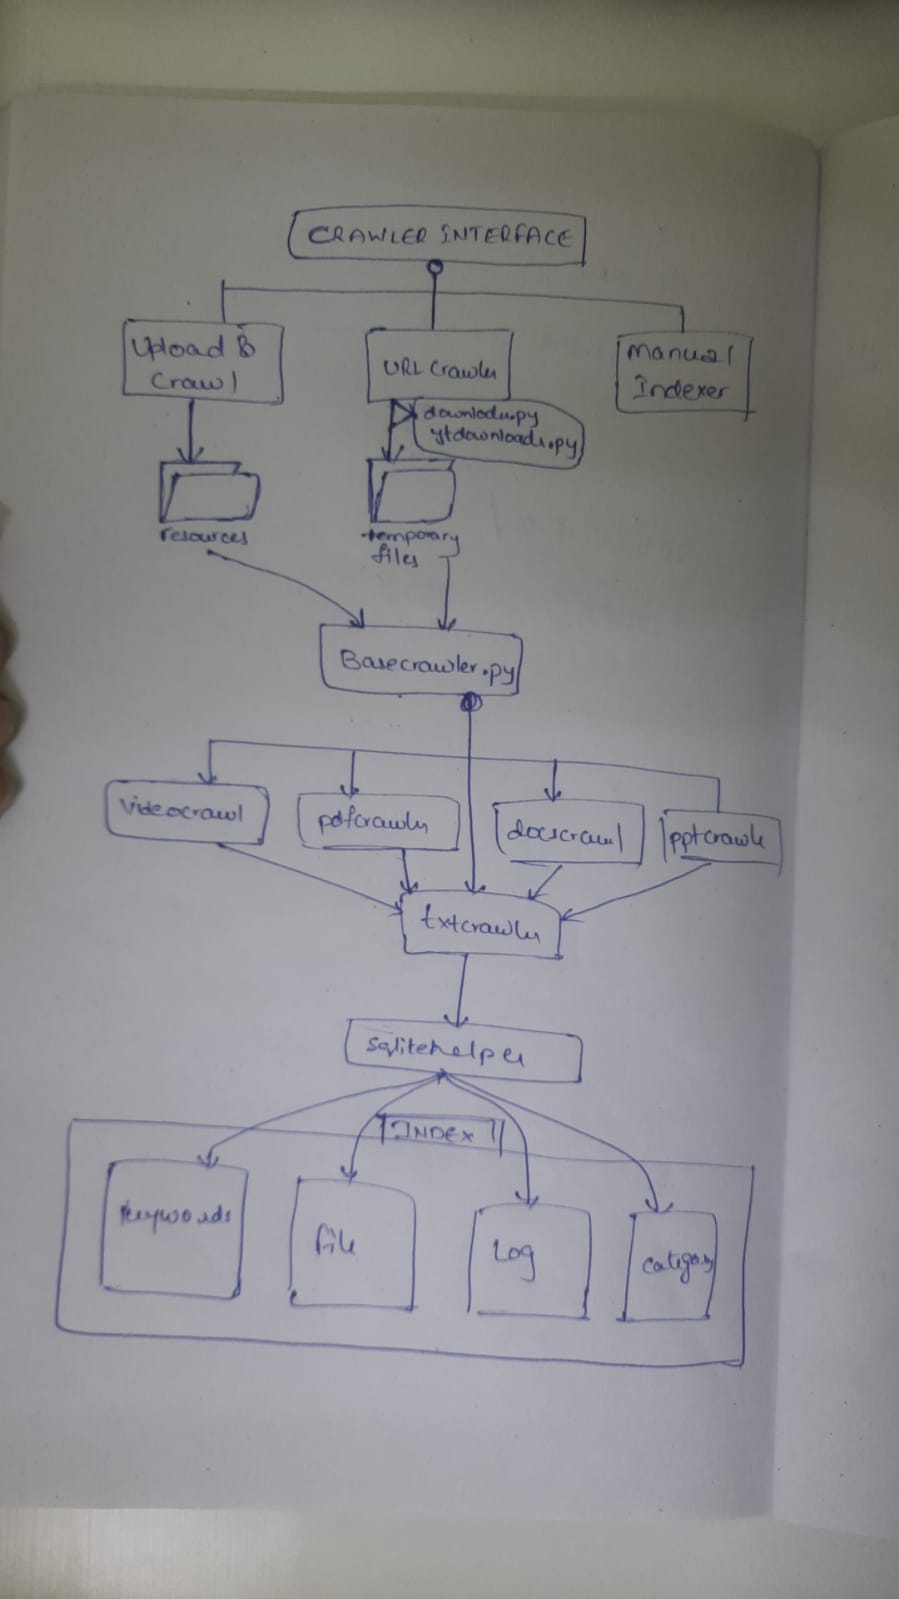 CRAWLER INTERFACE
Upload &
Crawl
URL Crawler
Manual
Indexer
downloader.py
ytdownloader.py
resources
temporary
files
Basecrawler.py
videocrawl
pdfcrawler
docscrawl
pptcrawler
txtcrawler
sqlitehelper
INDEX
keywords
file
Log
category